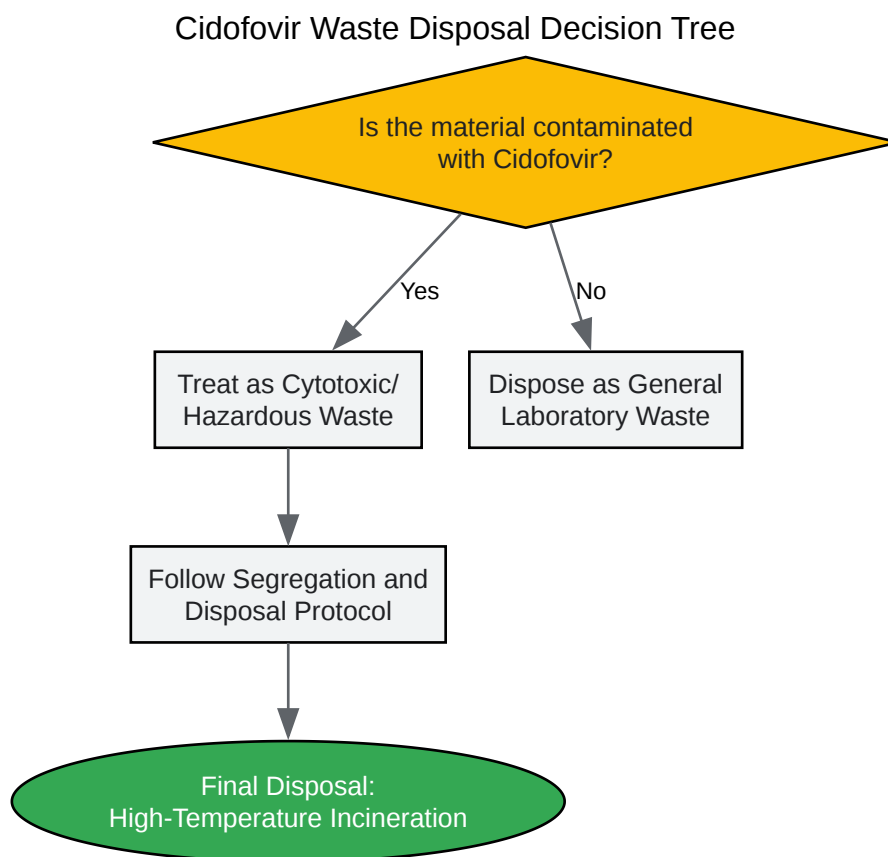 Cidofovir Waste Disposal Decision Tree
Is the material contaminated
with Cidofovir?
Yes
No
Treat as Cytotoxic/
Hazardous Waste
Dispose as General
Laboratory Waste
Follow Segregation and
Disposal Protocol
Final Disposal:
High-Temperature Incineration